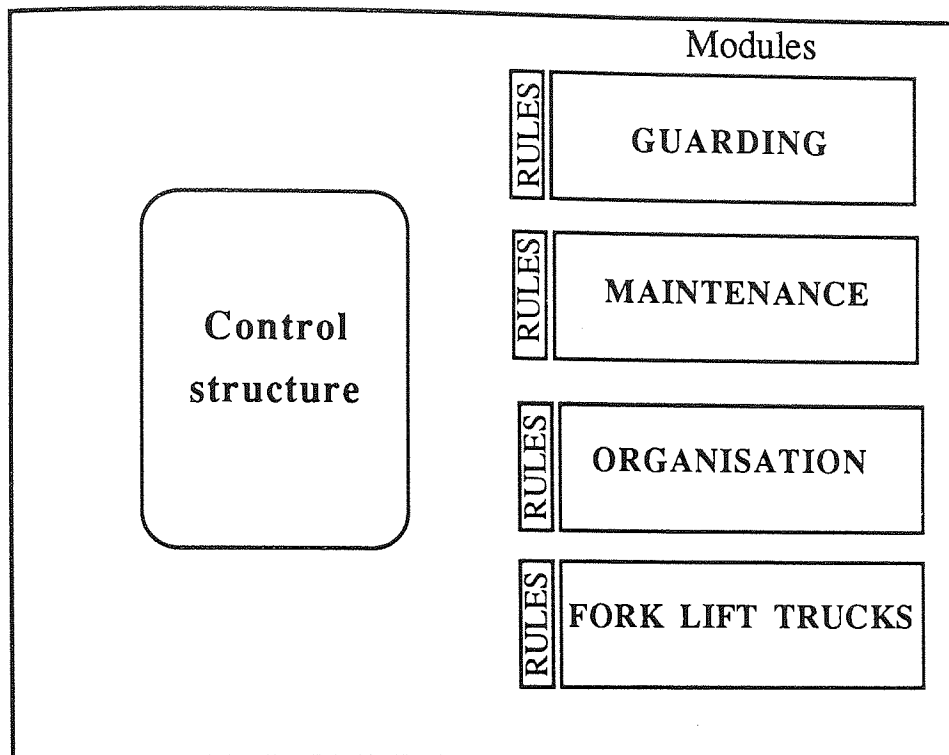 Modules
RULES
GUARDING
RULES
MAINTENANCE
Control
structure
RULES
ORGANISATION
RULES
FORK LIFT TRUCKS